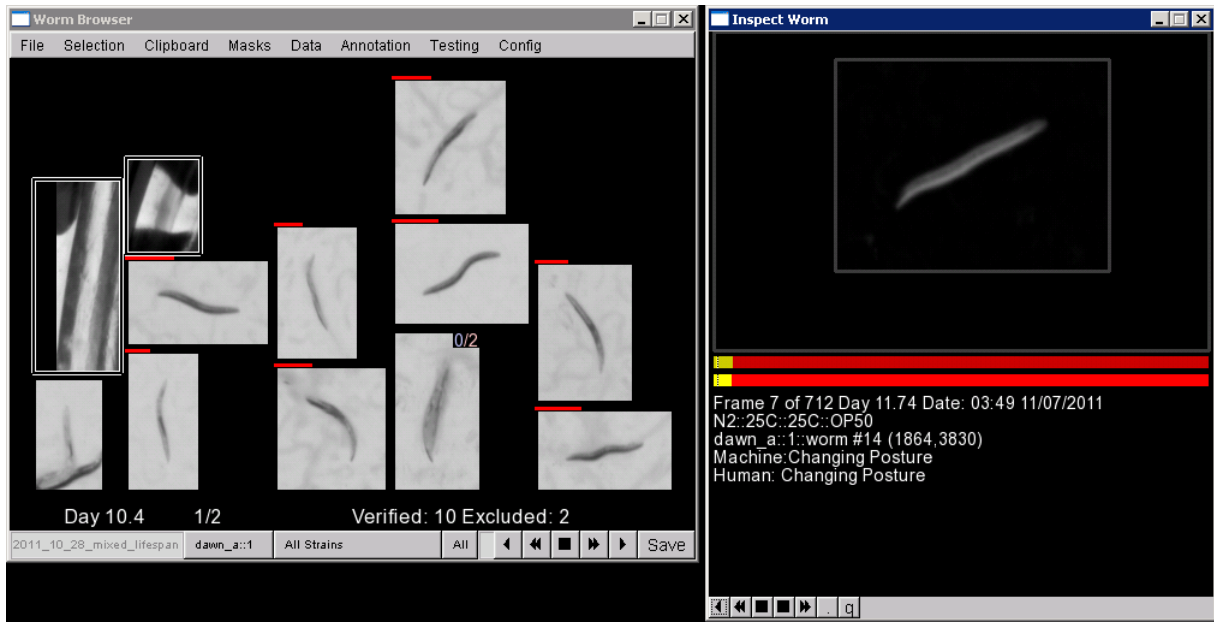 Worm Browser
File Selection Clipboard Masks Data Annotation Testing Config
0/2
Day 10.4 1/2 Verified: 10 Excluded: 2
2011_10_28_mixed_lifespan dawn_a::1 All Strains All Save
Inspect Worm
Frame 7 of 712 Day 11.74 Date: 03:49 11/07/2011
N2::25C::25C::OP50
dawn_a::1::worm #14 (1864,3830)
Machine:Changing Posture
Human: Changing Posture
. q